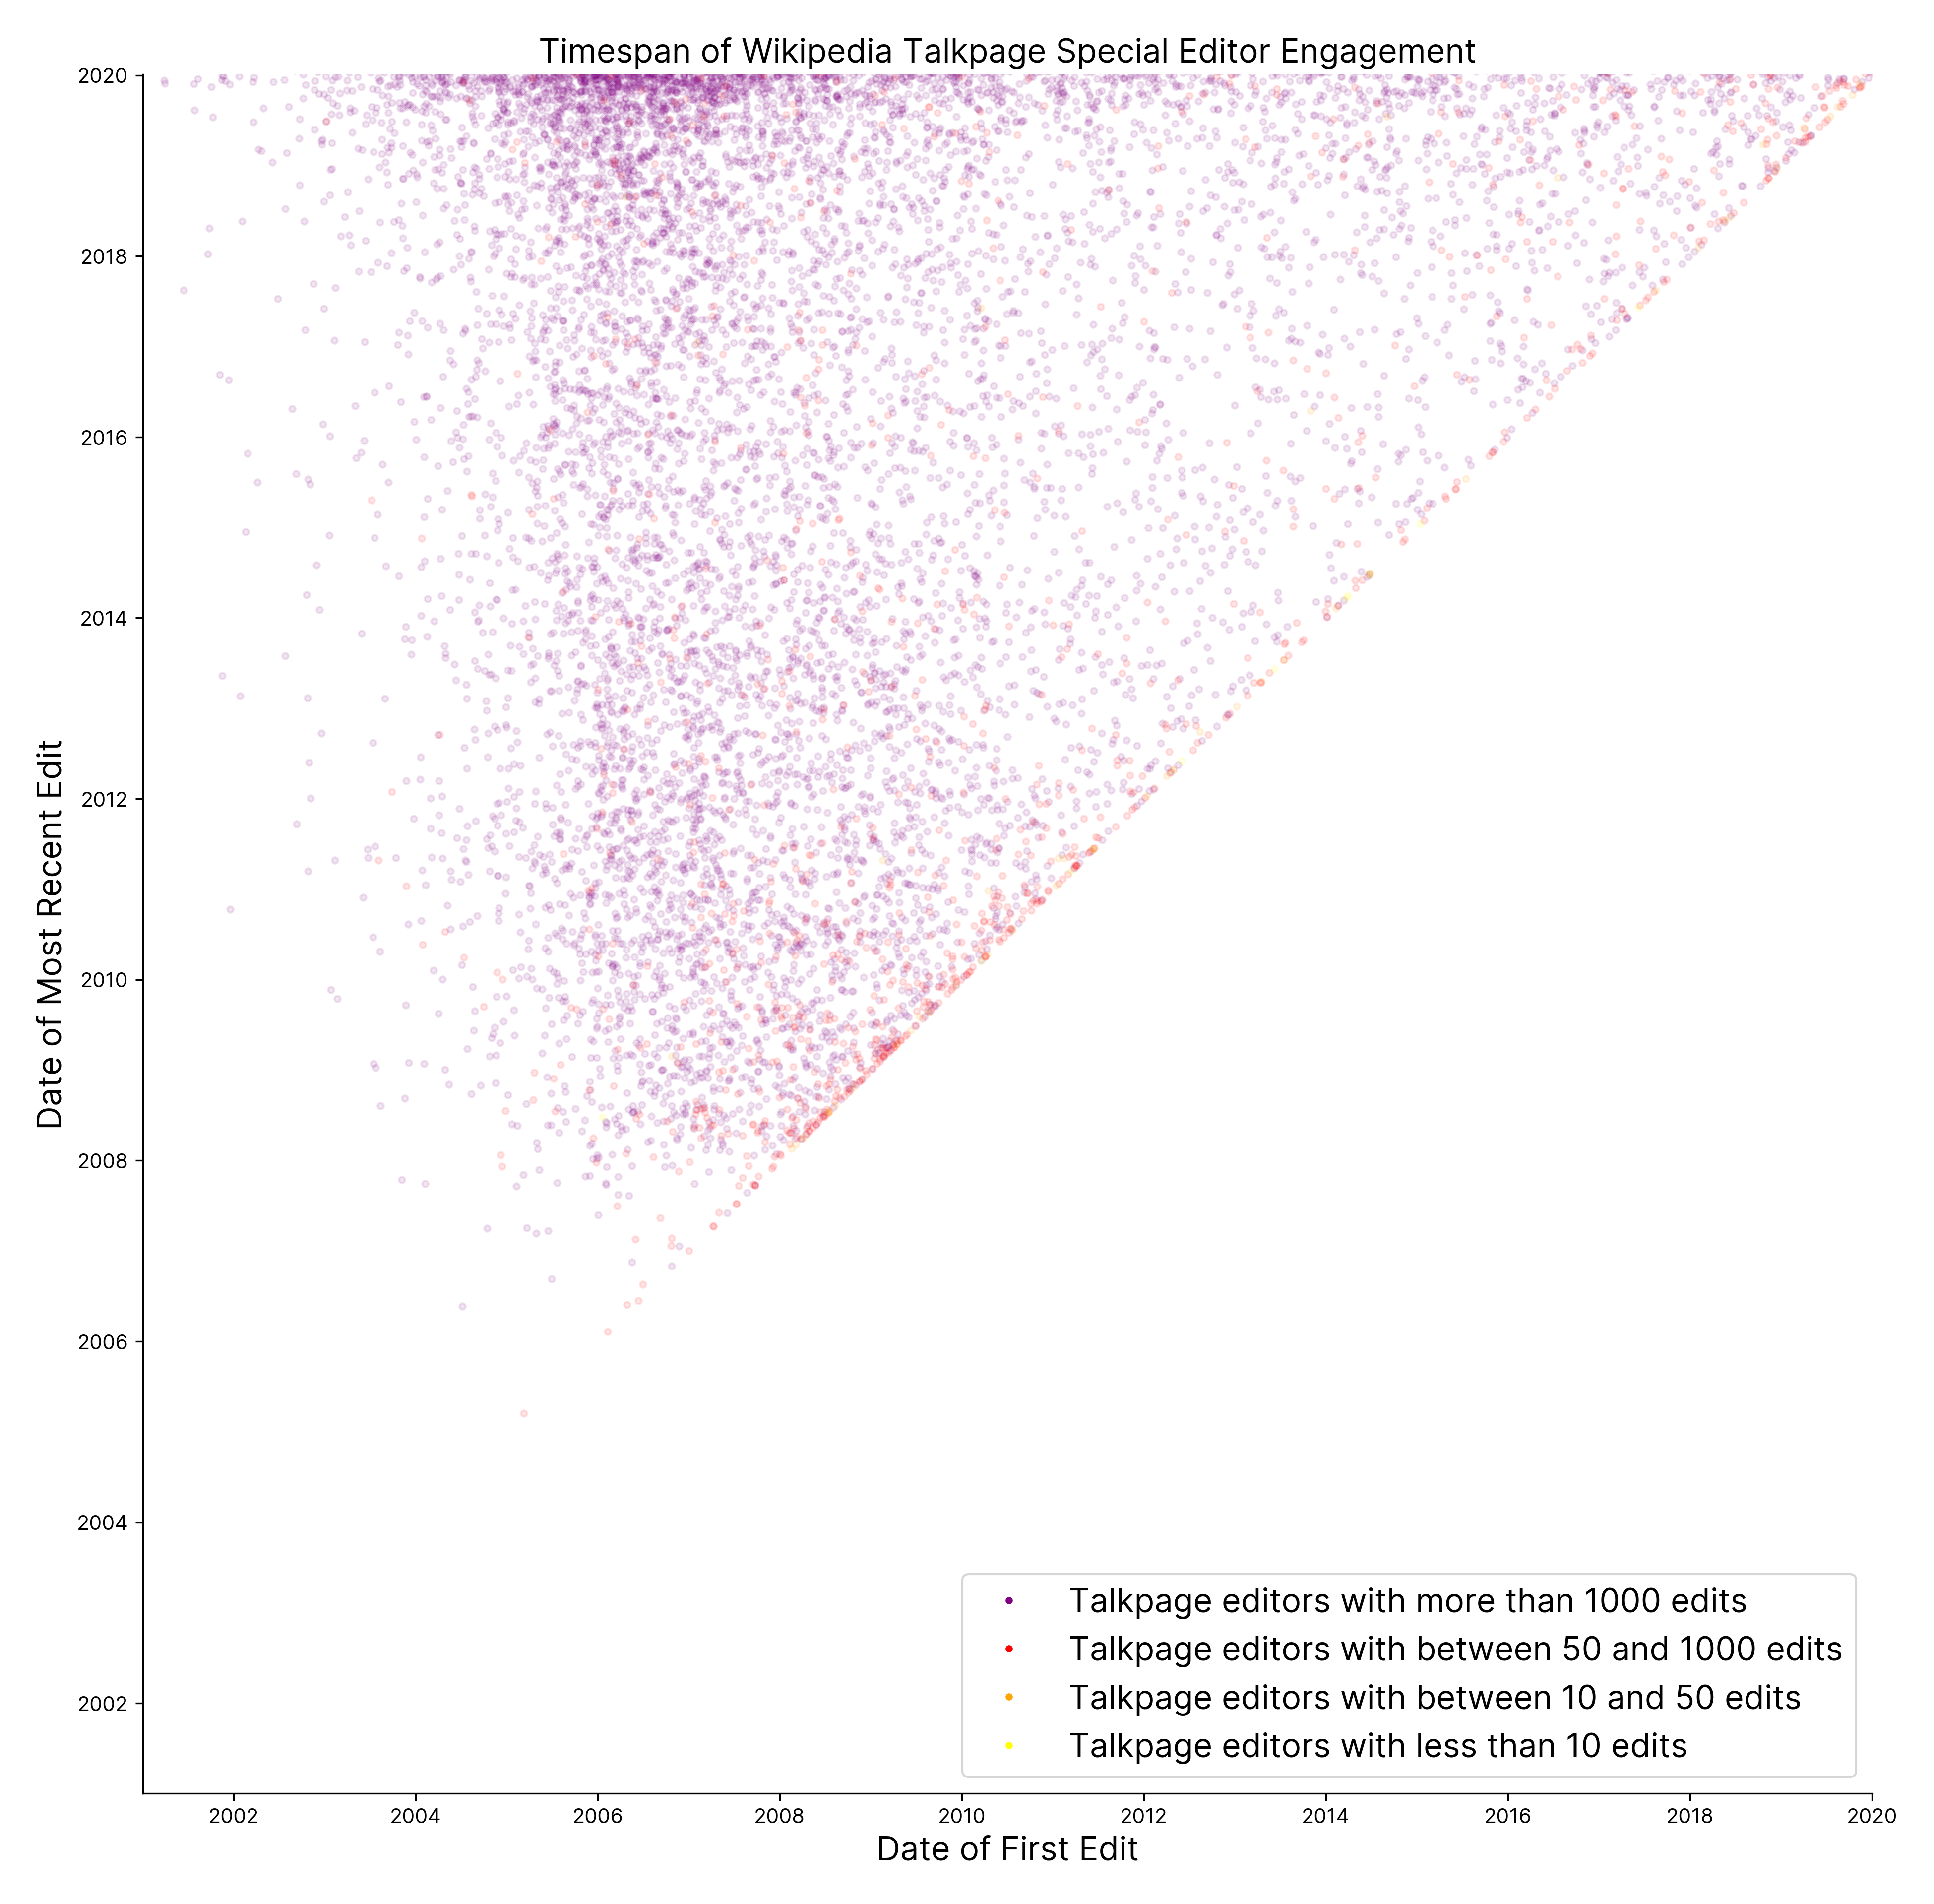 Timespan of Wikipedia Talkpage Special Editor Engagement
2020
2018
2016
2014
2012
2010
2008
2006
2004
2002
Date of Most Recent Edit
Talkpage editors with more than 1000 edits
Talkpage editors with between 50 and 1000 edits
Talkpage editors with between 10 and 50 edits
Talkpage editors with less than 10 edits
2002 2004 2006 2008 2010 2012 2014 2016 2018 2020
Date of First Edit